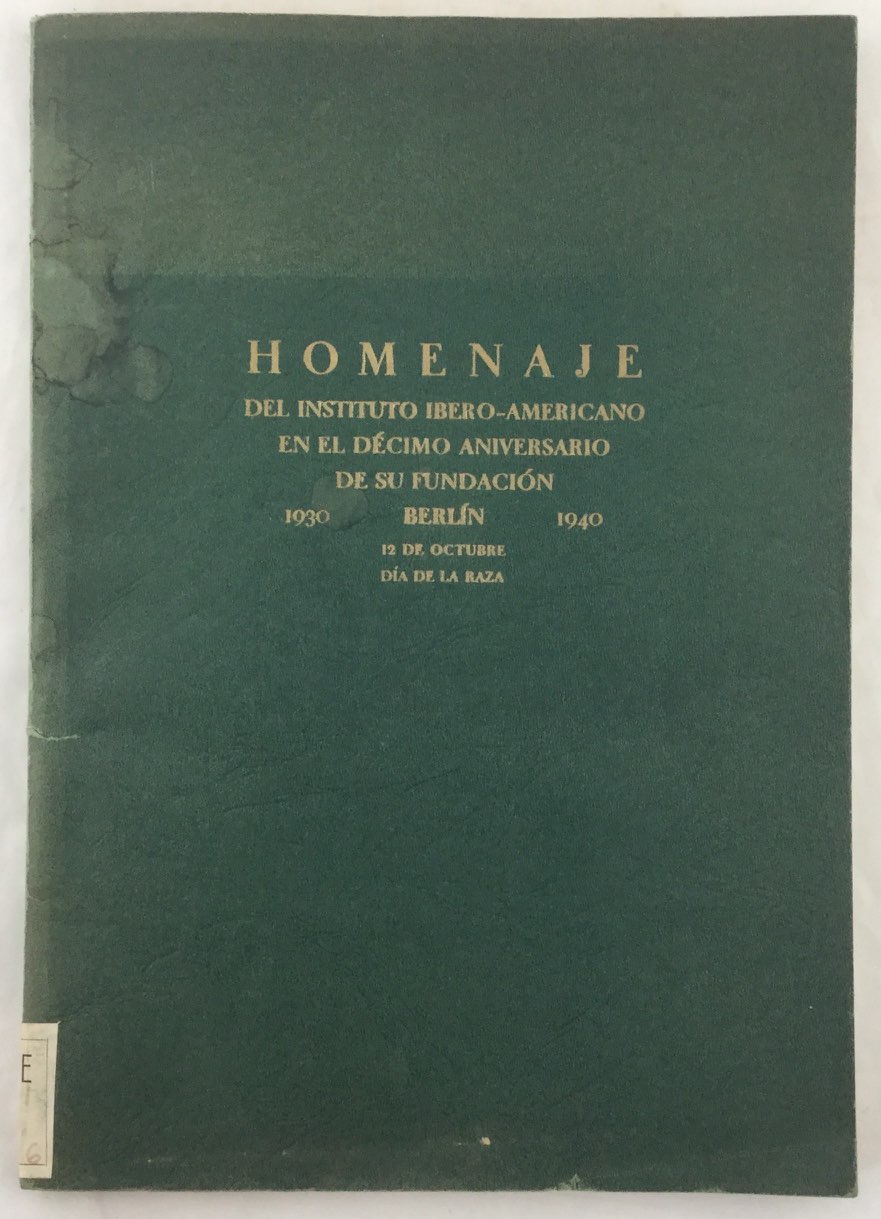 HOMENAJE
DEL INSTITUTO IBERO-AMERICANO
EN EL DÉCIMO ANIVERSARIO
DE SU FUNDACIÓN
1930 BERLÍN 1940
12 DE OCTUBRE
DÍA DE LA RAZA
E
6